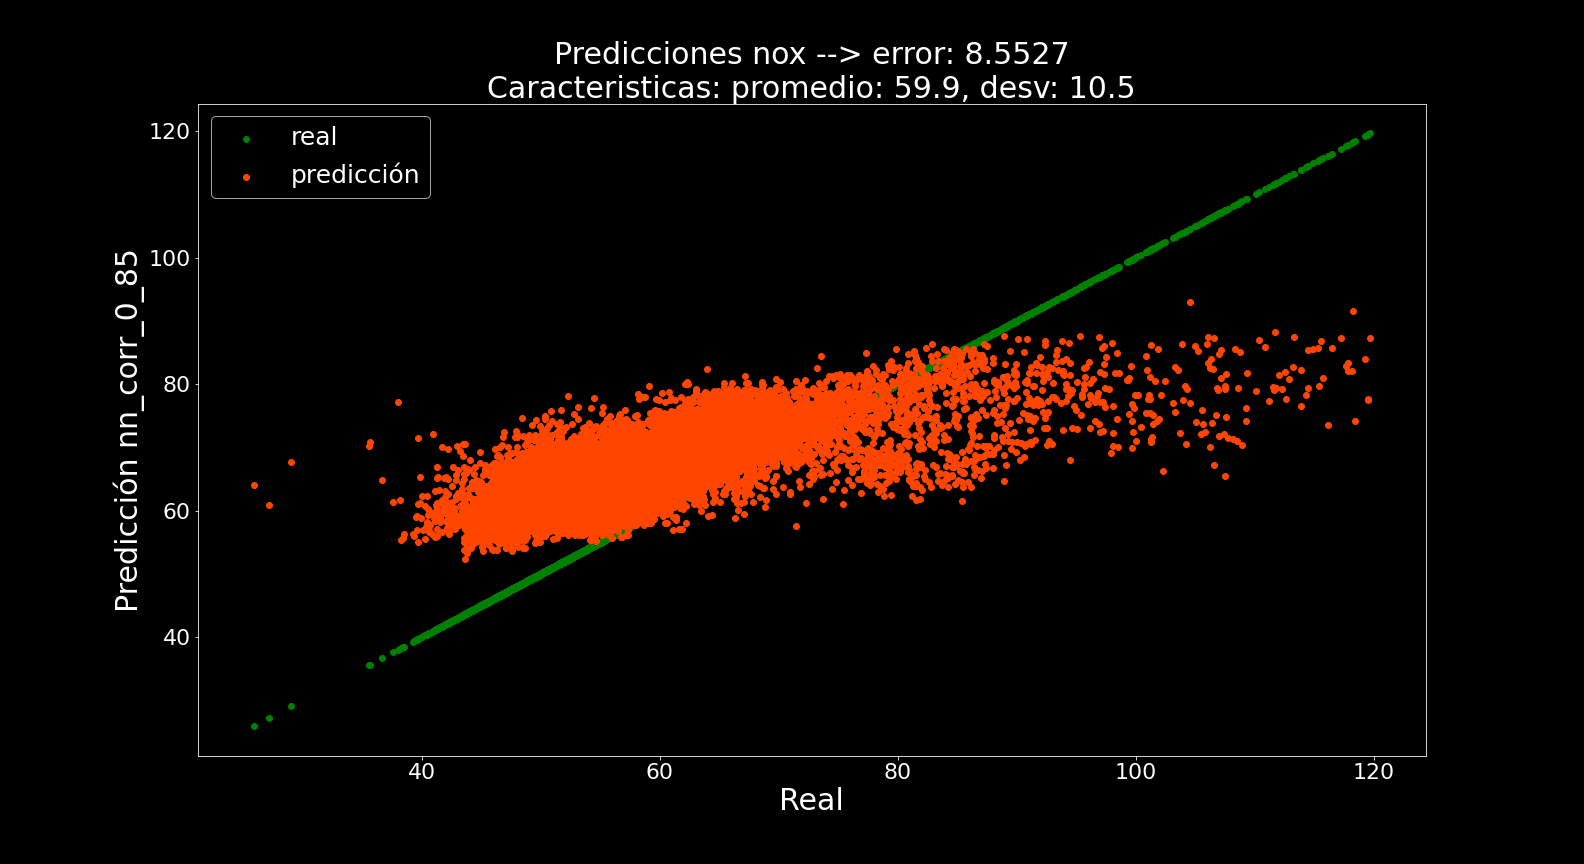 Predicciones nox --> error: 8.5527
Caracteristicas: promedio: 59.9, desv: 10.5
real
predicción
120
100
80
60
40
Predicción nn_corr_0_85
40 60 80 100 120
Real